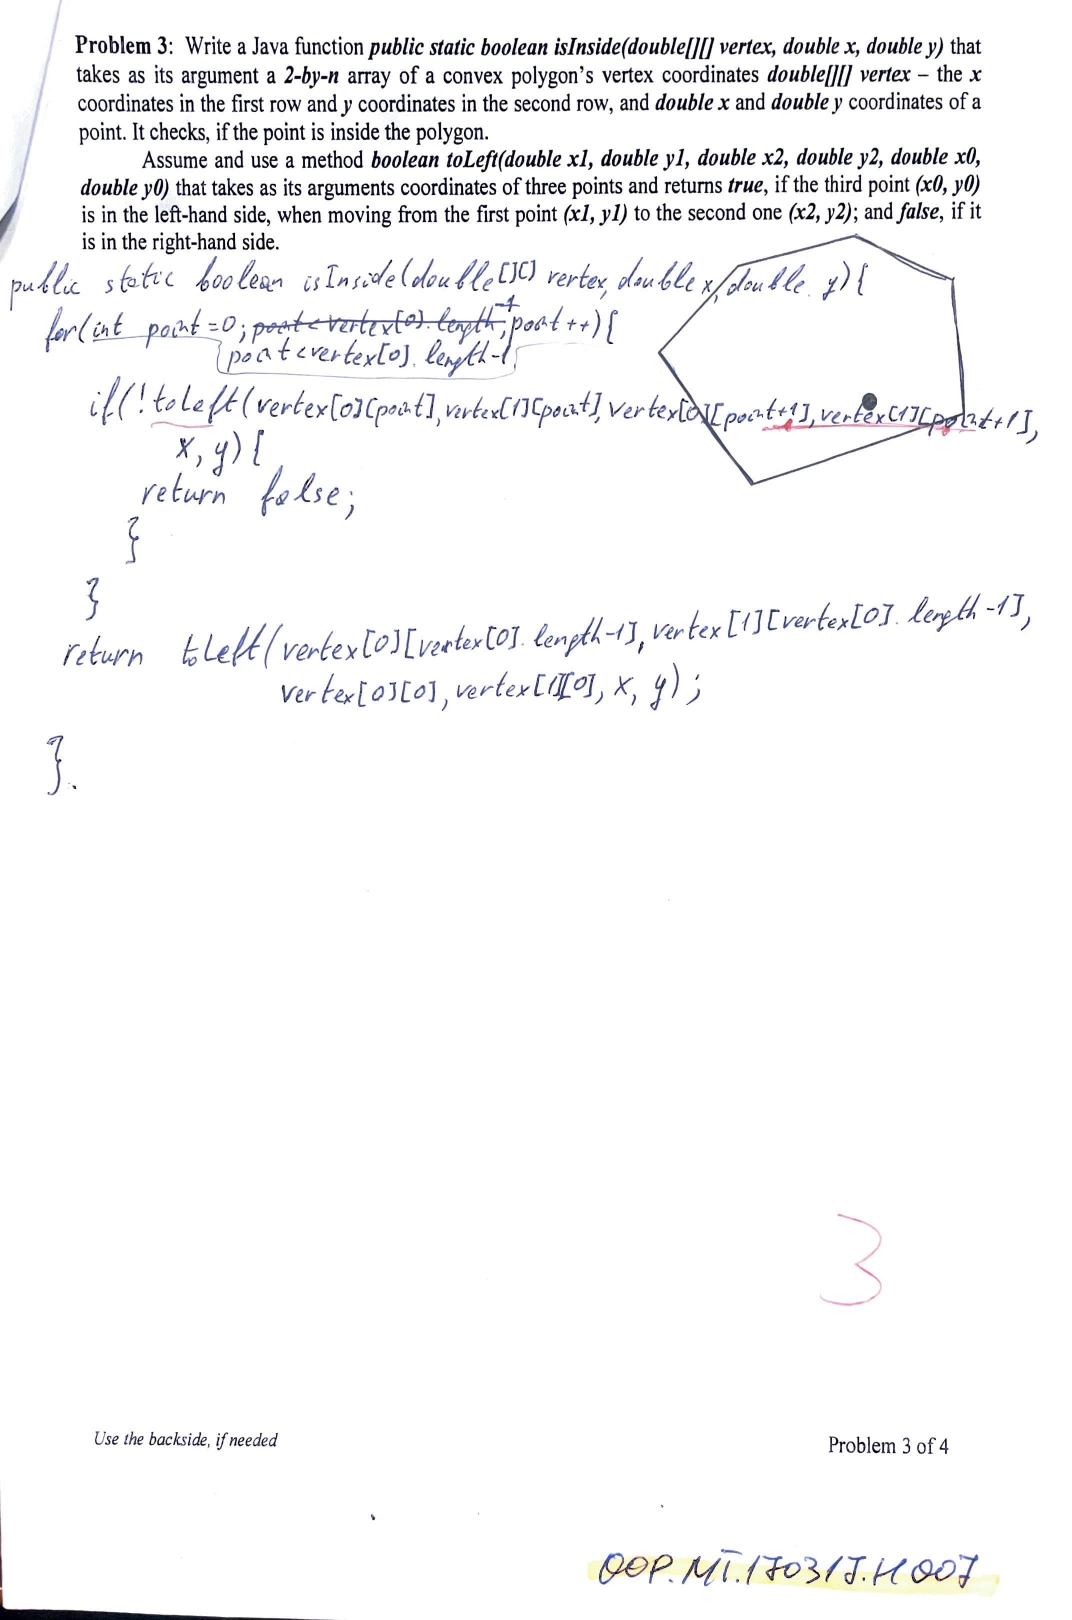 Problem 3: Write a Java function public static boolean isInside(double[][] vertex, double x, double y) that
takes as its argument a 2-by-n array of a convex polygon's vertex coordinates double[][] vertex – the x
coordinates in the first row and y coordinates in the second row, and double x and double y coordinates of a
point. It checks, if the point is inside the polygon.
Assume and use a method boolean toLeft(double x1, double y1, double x2, double y2, double x0,
double y0) that takes as its arguments coordinates of three points and returns true, if the third point (x0, y0)
is in the left-hand side, when moving from the first point (x1, y1) to the second one (x2, y2); and false, if it
is in the right-hand side.
public static boolean isInside(double[][] vertex, double x, double y) {
for(int point = 0; point < vertex[0].length-1; point ++) {
point < vertex[0].length-1;
if(! toLeft(vertex[0][point], vertex[1][point], vertex[0][point+1], vertex[1][point+1],
x, y) {
return false;
}
}
return toLeft(vertex[0][vertex[0].length-1], vertex[1][vertex[0].length-1],
vertex[0][0], vertex[1][0], x, y);
}.
3
Use the backside, if needed
Problem 3 of 4
OOP.MT.170317.H007